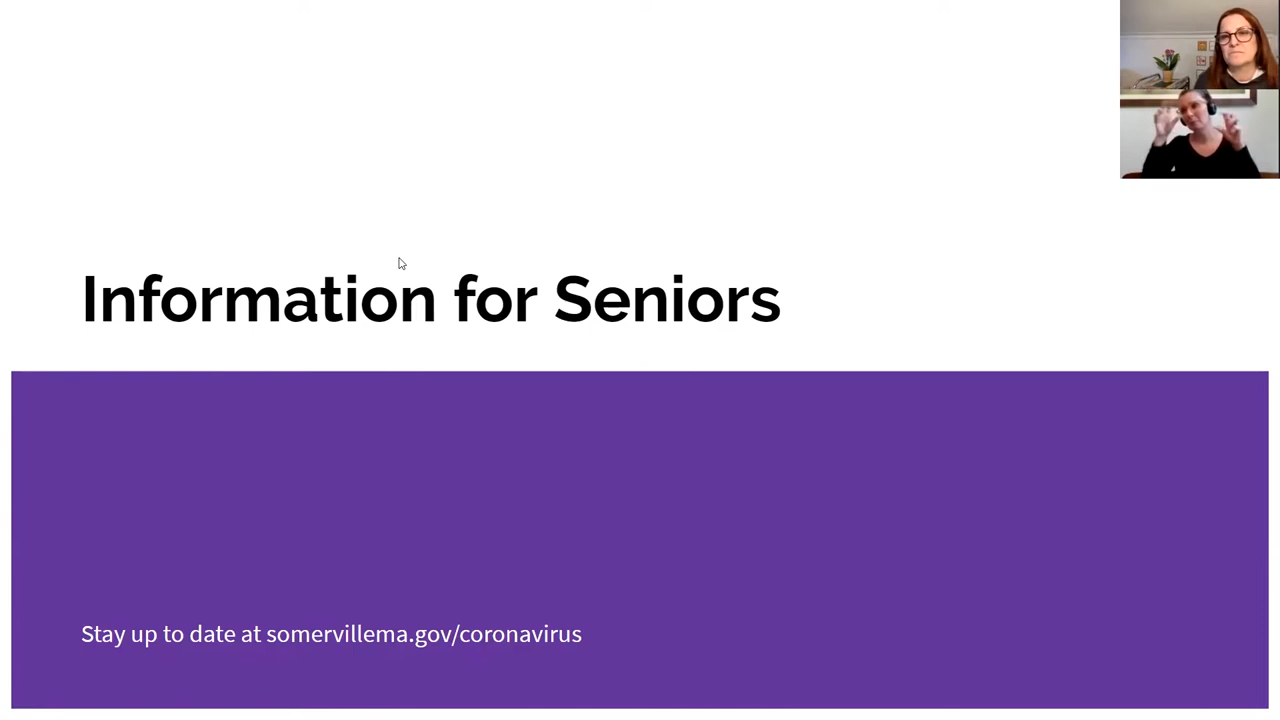 Information for Seniors
Stay up to date at somervillema.gov/coronavirus